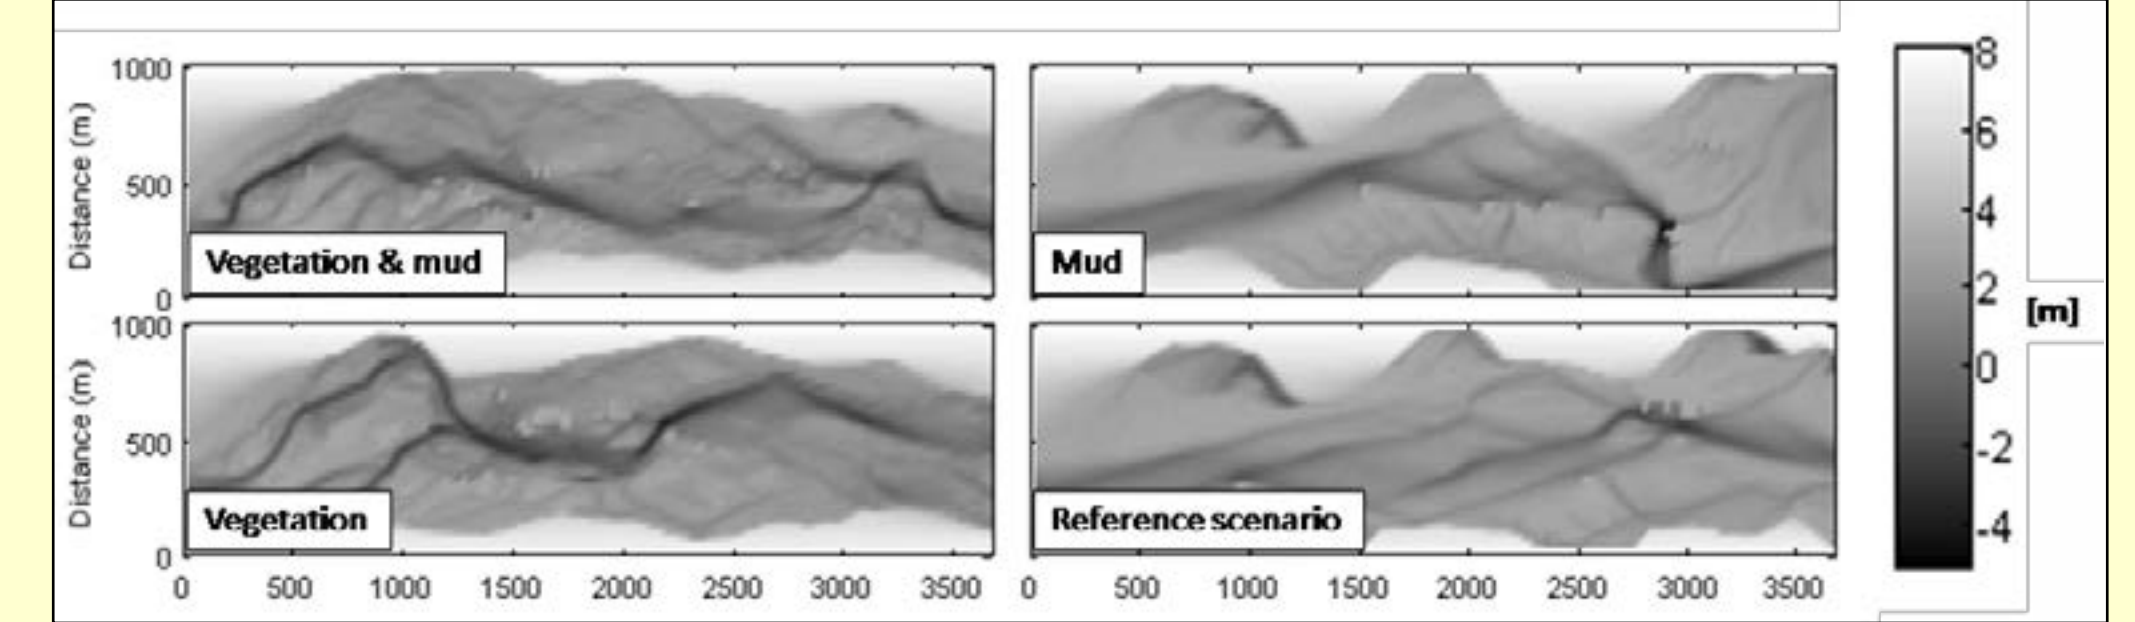 8
1000
6
Distance (m)
500
4
Vegetation & mud
Mud
2
0
[m]
1000
0
Distance (m)
500
-2
Vegetation
Reference scenario
-4
0
0 500 1000 1500 2000 2500 3000 3500
0 500 1000 1500 2000 2500 3000 3500